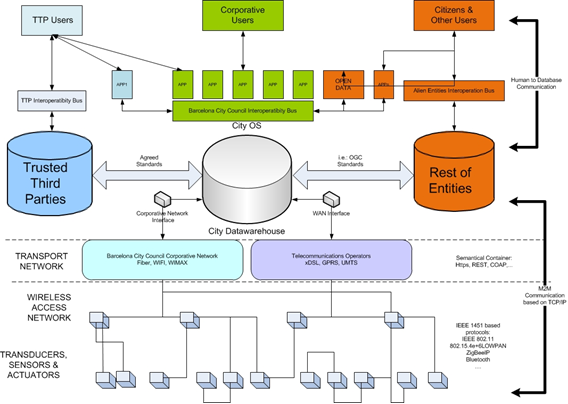 TTP Users
Corporative
Users
Citizens &
Other Users
Human to Database
Communication
APP1
APP
APP
APP
APP
APP
OPEN
DATA
TTP Interoperability Bus
Barcelona City Council Interoperability Bus
Alien Entities Interoperation Bus
City OS
Trusted
Third
Parties
Agreed
Standards
i.e.: OGC
Standards
Rest of
Entities
Corporative Network
Interface
WAN Interface
City Datawarehouse
TRANSPORT
NETWORK
Barcelona City Council Corporative Network
Fiber, WIFI, WIMAX
Telecommunications Operators
xDSL, GPRS, UMTS
Semantical Container:
Https, REST, COAP,...
M2M
Communication
based on TCP/IP
WIRELESS
ACCESS
NETWORK
IEEE 1451 based
protocols:
IEEE 802.11
802.15.4e+6LOWPAN
ZigBeeIP
Bluetooth
....
TRANSDUCERS,
SENSORS &
ACTUATORS